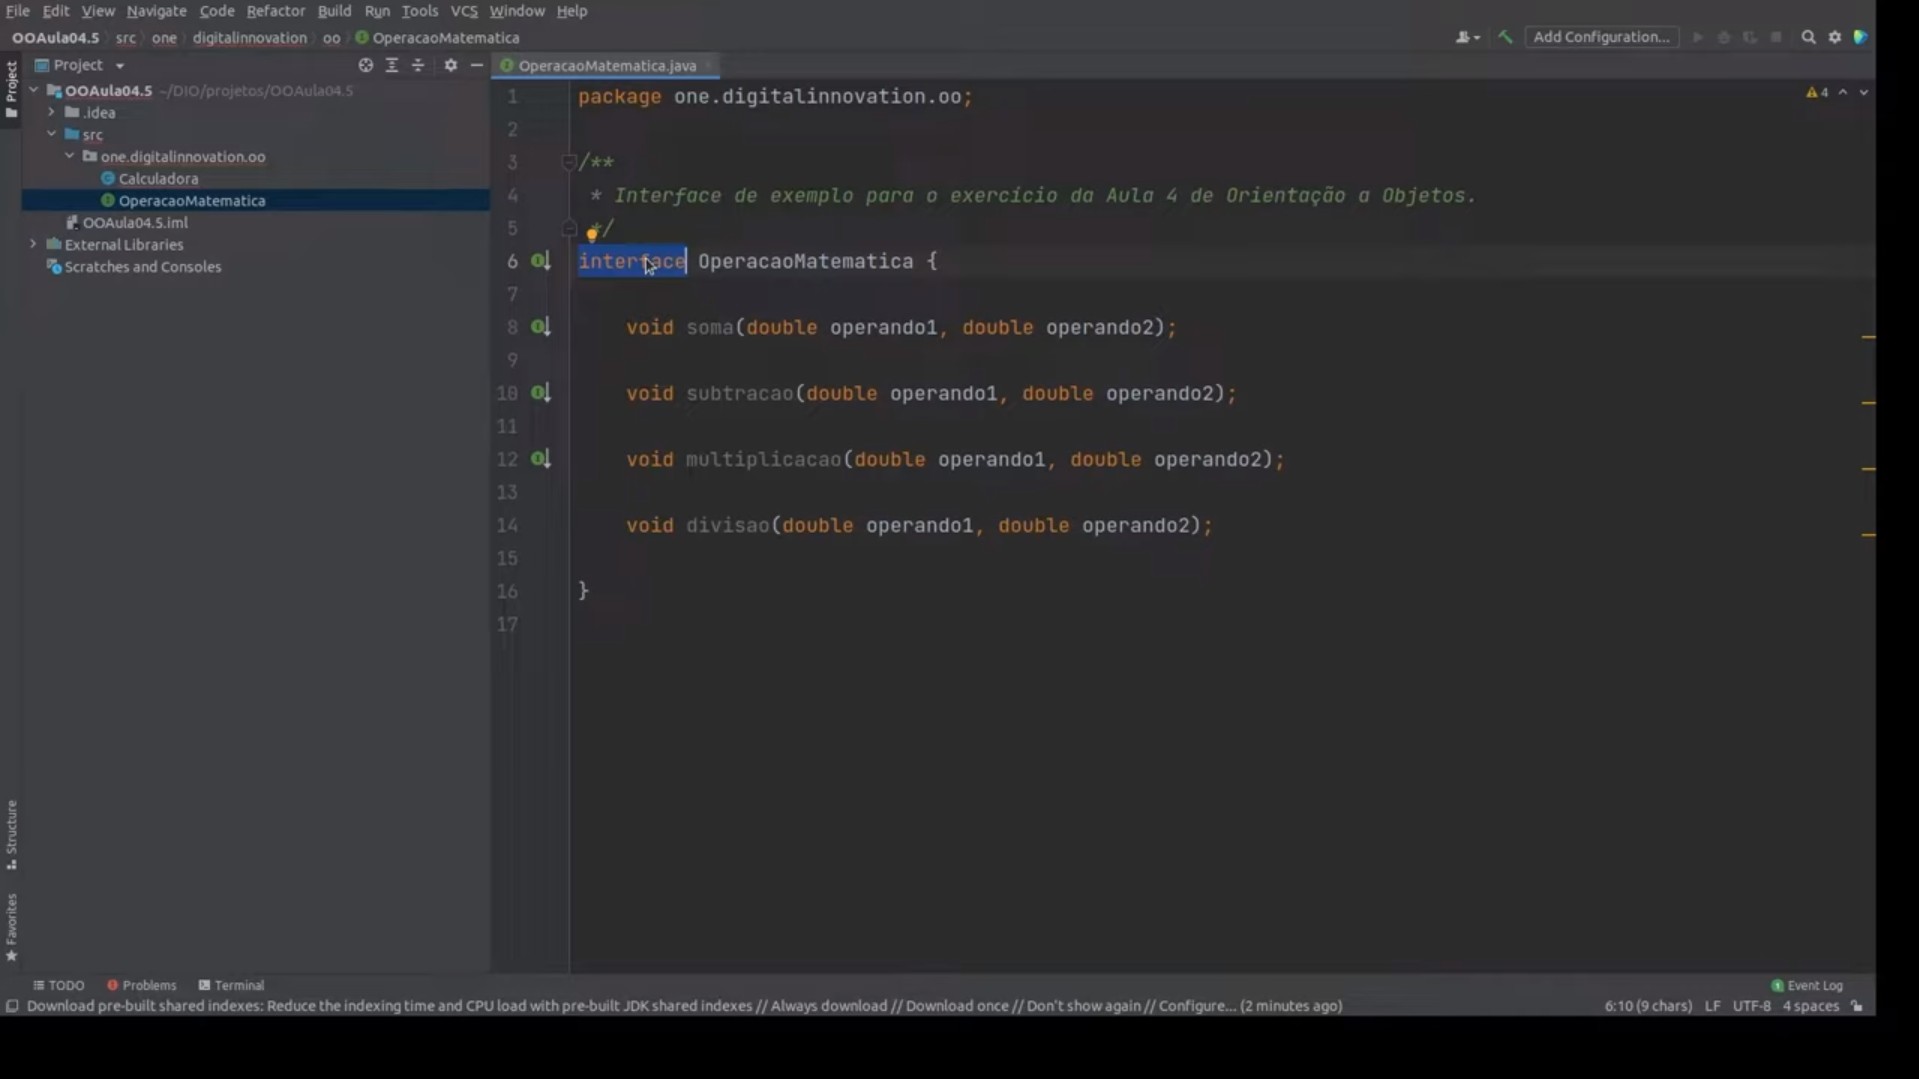 File Edit View Navigate Code Refactor Build Run Tools VCS Window Help
OOAula04.5 src one digitalinnovation oo OperacaoMatematica
Add Configuration...
Project
OperacaoMatematica.java
Project
OOAula04.5 ~/DIO/projetos/OOAula04.5
.idea
src
one.digitalinnovation.oo
Calculadora
OperacaoMatematica
OOAula04.5.iml
External Libraries
Scratches and Consoles
4
1 package one.digitalinnovation.oo;
2
3 /**
4 * Interface de exemplo para o exercício da Aula 4 de Orientação a Objetos.
5 */
6 interface OperacaoMatematica {
7
8 void soma(double operando1, double operando2);
9
10 void subtracao(double operando1, double operando2);
11
12 void multiplicacao(double operando1, double operando2);
13
14 void divisao(double operando1, double operando2);
15
16 }
17
Structure
Favorites
TODO Problems Terminal
1 Event Log
Download pre-built shared indexes: Reduce the indexing time and CPU load with pre-built JDK shared indexes // Always download // Download once // Don't show again // Configure... (2 minutes ago)
6:10 (9 chars) LF UTF-8 4 spaces